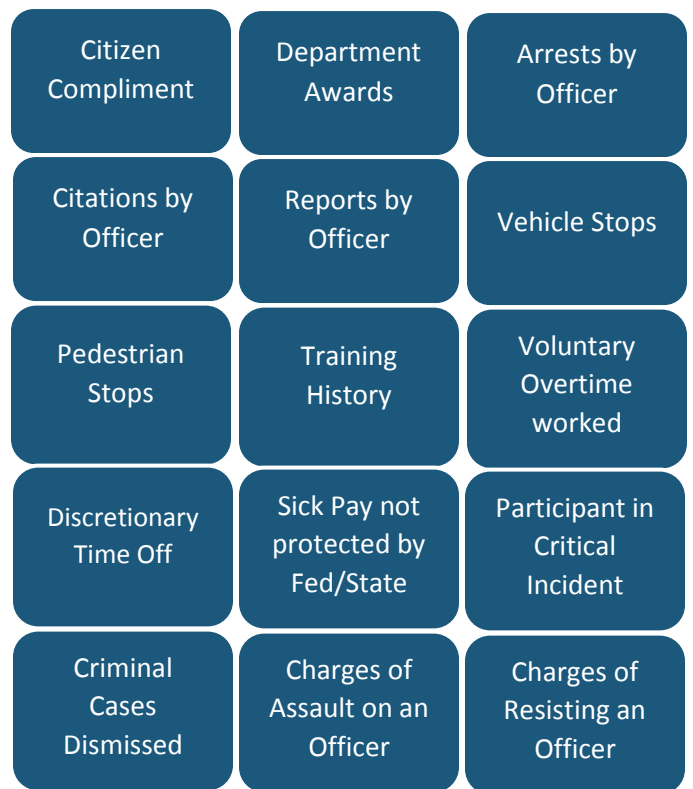 Citizen
Compliment
Department
Awards
Arrests by
Officer
Citations by
Officer
Reports by
Officer
Vehicle Stops
Pedestrian
Stops
Training
History
Voluntary
Overtime
worked
Discretionary
Time Off
Sick Pay not
protected by
Fed/State
Participant in
Critical
Incident
Criminal
Cases
Dismissed
Charges of
Assault on an
Officer
Charges of
Resisting an
Officer